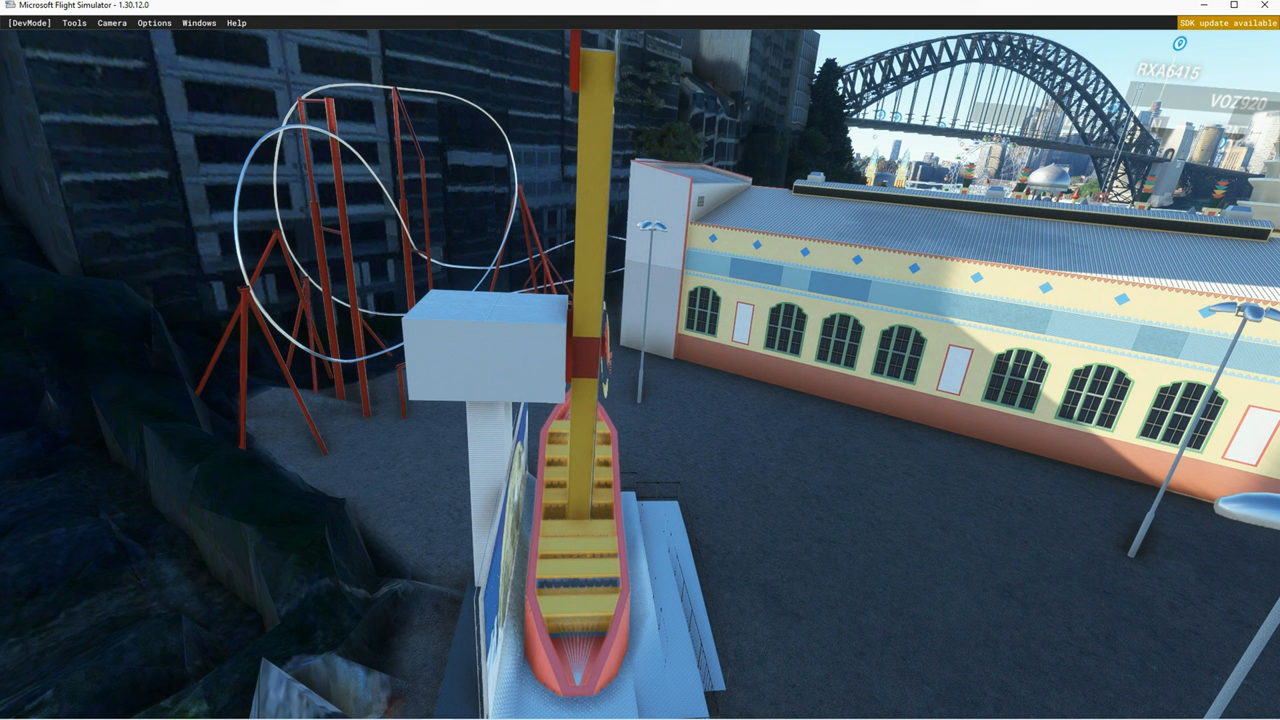 Microsoft Flight Simulator - 1.30.12.0
[DevMode] Tools Camera Options Windows Help
SDK update available
RXA6415
VOZ920